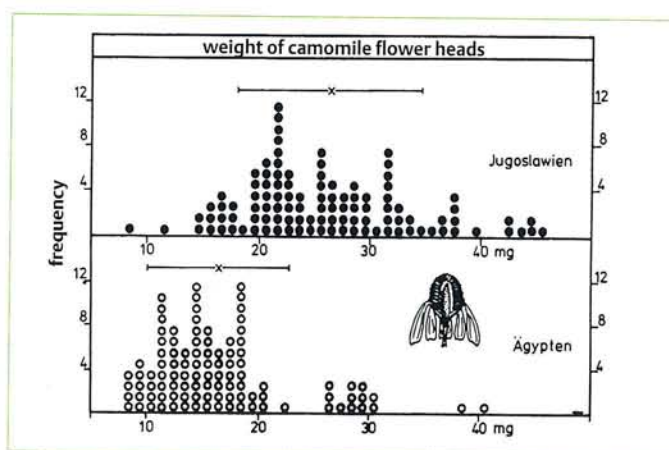 weight of camomile flower heads
frequency
12 12
8 8
Jugoslawien
4 4
10 20 30 40 mg
12 12
8 8
Ägypten
4 4
10 20 30 40 mg